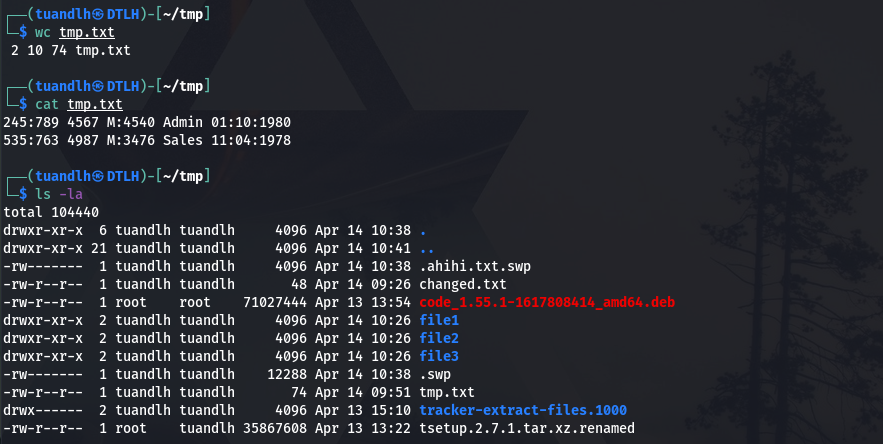 ┌──(tuandlh㉿DTLH)-[~/tmp]
└─$ wc tmp.txt
 2 10 74 tmp.txt
┌──(tuandlh㉿DTLH)-[~/tmp]
└─$ cat tmp.txt
245:789 4567 M:4540 Admin 01:10:1980
535:763 4987 M:3476 Sales 11:04:1978
┌──(tuandlh㉿DTLH)-[~/tmp]
└─$ ls -la
total 104440
drwxr-xr-x  6 tuandlh tuandlh     4096 Apr 14 10:38 .
drwxr-xr-x 21 tuandlh tuandlh     4096 Apr 14 10:41 ..
-rw-------  1 tuandlh tuandlh     4096 Apr 14 10:38 .ahihi.txt.swp
-rw-r--r--  1 tuandlh tuandlh       48 Apr 14 09:26 changed.txt
-rw-r--r--  1 root    root    71027444 Apr 13 13:54 code_1.55.1-1617808414_amd64.deb
drwxr-xr-x  2 tuandlh tuandlh     4096 Apr 14 10:26 file1
drwxr-xr-x  2 tuandlh tuandlh     4096 Apr 14 10:26 file2
drwxr-xr-x  2 tuandlh tuandlh     4096 Apr 14 10:26 file3
-rw-------  1 tuandlh tuandlh    12288 Apr 14 10:38 .swp
-rw-r--r--  1 tuandlh tuandlh       74 Apr 14 09:51 tmp.txt
drwx------  2 tuandlh tuandlh     4096 Apr 13 15:10 tracker-extract-files.1000
-rw-r--r--  1 root    tuandlh 35867608 Apr 13 13:22 tsetup.2.7.1.tar.xz.renamed